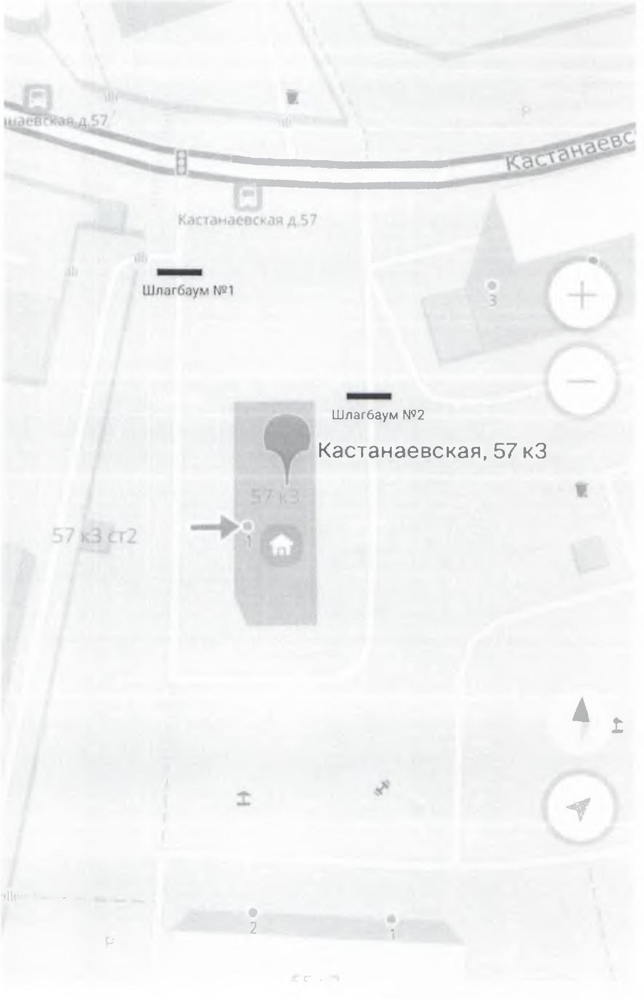 Р
наевская д.57
Кастанаевс
Кастанаевская д.57
Шлагбаум №1
3
Шлагбаум №2
Кастанаевская, 57 к3
57 к3
57 к3 ст2
1
2
1
P